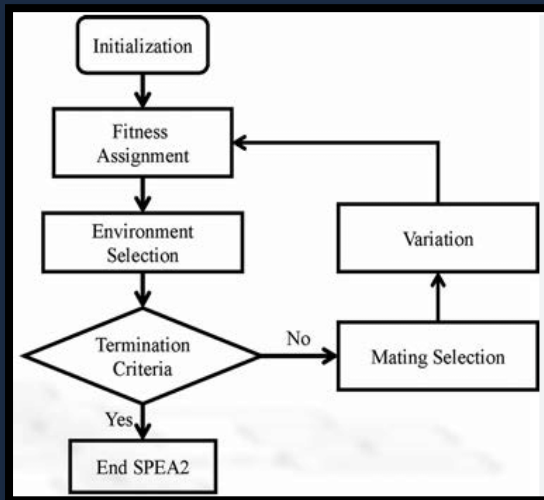 Initialization
Fitness
Assignment
Environment
Selection
Variation
Termination
Criteria
No
Mating Selection
Yes
End SPEA2